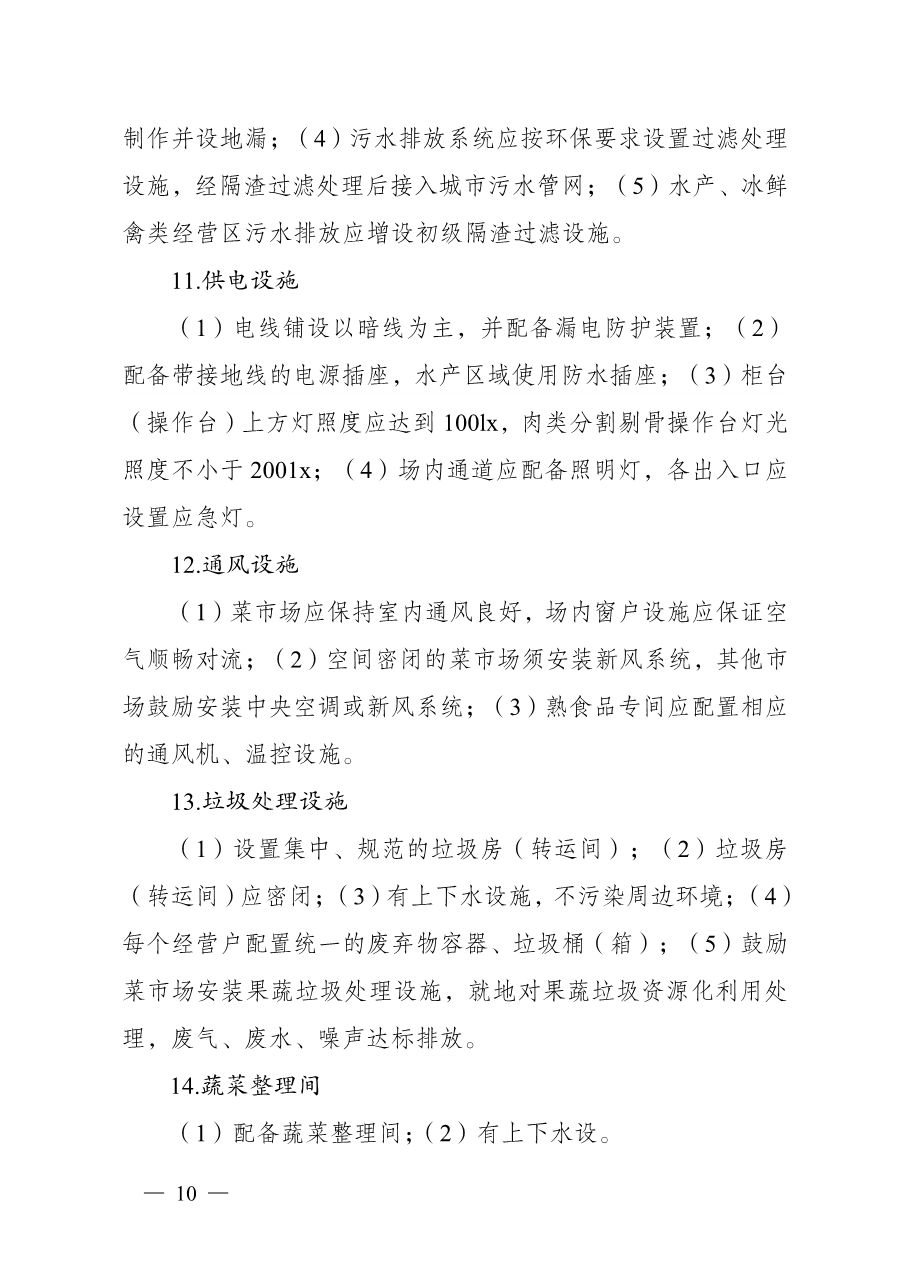 制作并设地漏；（4）污水排放系统应按环保要求设置过滤处理
设施，经隔渣过滤处理后接入城市污水管网；（5）水产、冰鲜
禽类经营区污水排放应增设初级隔渣过滤设施。
11.供电设施
（1）电线铺设以暗线为主，并配备漏电防护装置；（2）
配备带接地线的电源插座，水产区域使用防水插座；（3）柜台
（操作台）上方灯照度应达到100lx，肉类分割剔骨操作台灯光
照度不小于2001x；（4）场内通道应配备照明灯，各出入口应
设置应急灯。
12.通风设施
（1）菜市场应保持室内通风良好，场内窗户设施应保证空
气顺畅对流；（2）空间密闭的菜市场须安装新风系统，其他市
场鼓励安装中央空调或新风系统；（3）熟食品专间应配置相应
的通风机、温控设施。
13.垃圾处理设施
（1）设置集中、规范的垃圾房（转运间）；（2）垃圾房
（转运间）应密闭；（3）有上下水设施，不污染周边环境；（4）
每个经营户配置统一的废弃物容器、垃圾桶（箱）；（5）鼓励
菜市场安装果蔬垃圾处理设施，就地对果蔬垃圾资源化利用处
理，废气、废水、噪声达标排放。
14.蔬菜整理间
（1）配备蔬菜整理间；（2）有上下水设。
— 10 —